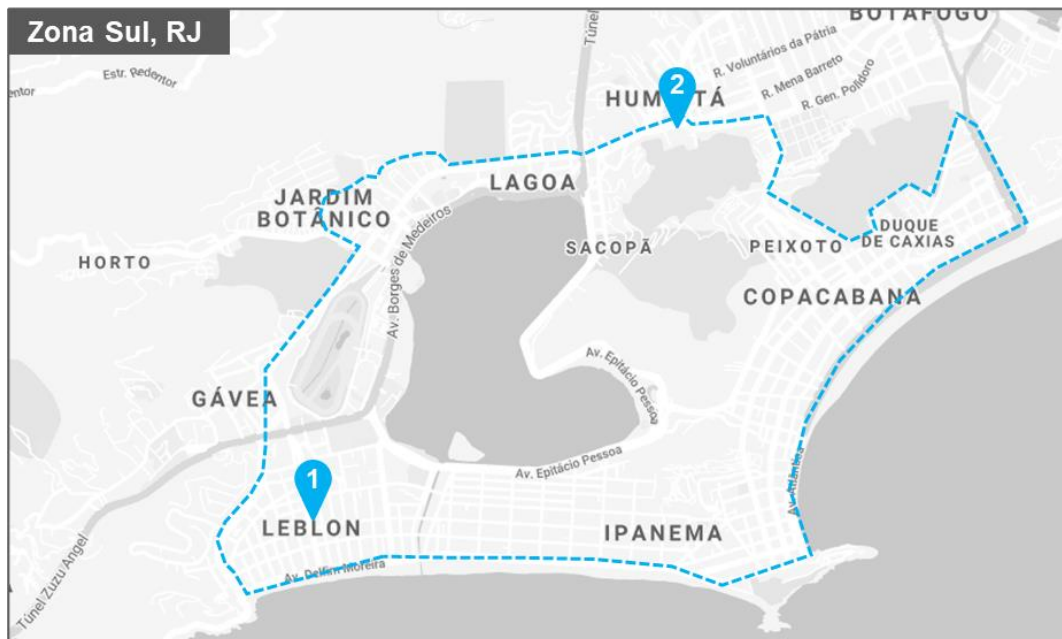 Zona Sul, RJ
BOTAFOGO
Túnel
R. Voluntários da Pátria
Estr. Redentor
R. Mena Barreto
2
R. Gen. Polidoro
LAGOA
JARDIM
BOTÂNICO
Av. Borges de Medeiros
DUQUE
DE CAXIAS
SACOPÃ
PEIXOTO
HORTO
COPACABANA
Av. Epitácio Pessoa
GÁVEA
Av. Epitácio Pessoa
Av. Atlântica
1
LEBLON
IPANEMA
Av. Delfim Moreira
Túnel Zuzu Angel